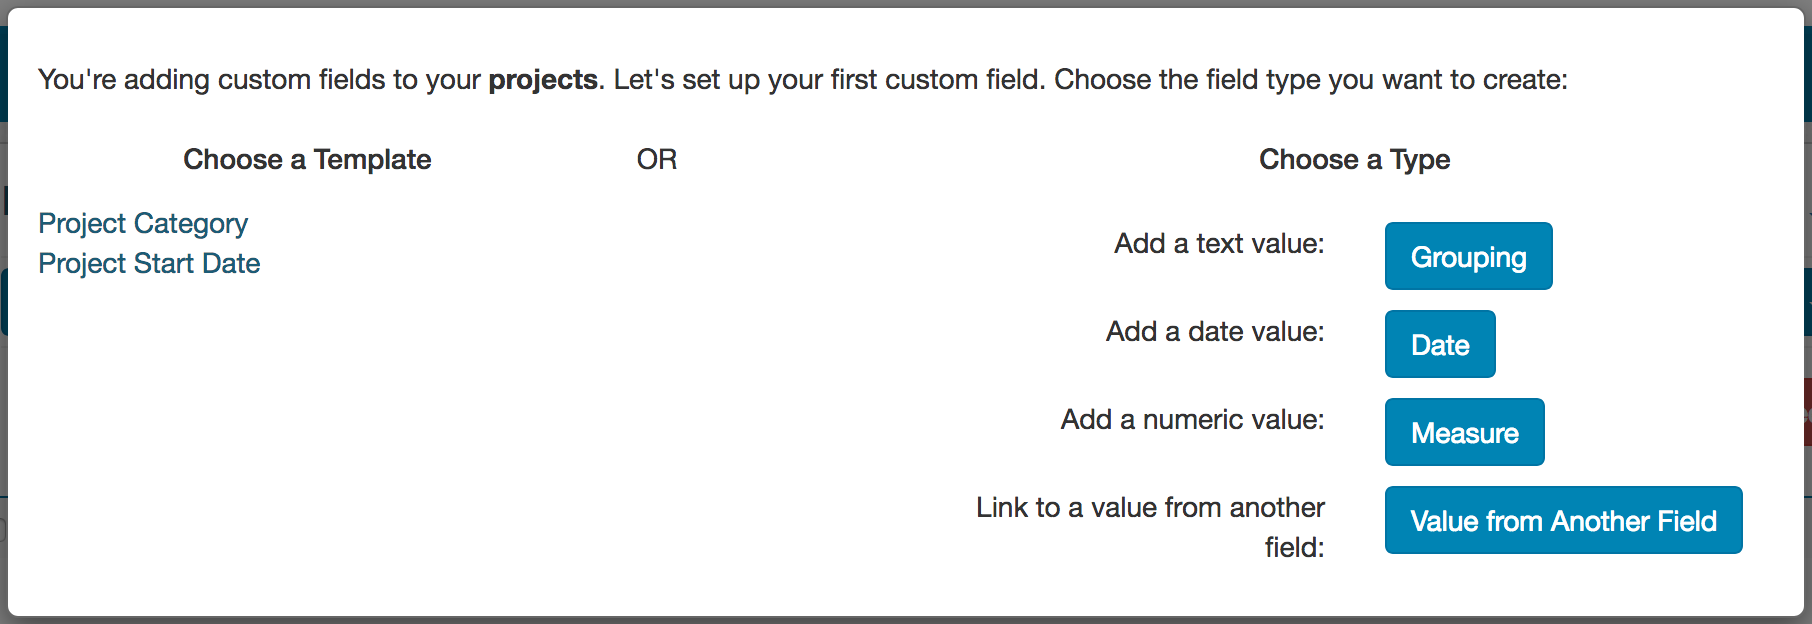 You're adding custom fields to your projects. Let's set up your first custom field. Choose the field type you want to create:
Choose a Template
OR
Choose a Type
Project Category
Project Start Date
Add a text value:
Grouping
Add a date value:
Date
Add a numeric value:
Measure
Link to a value from another
field:
Value from Another Field